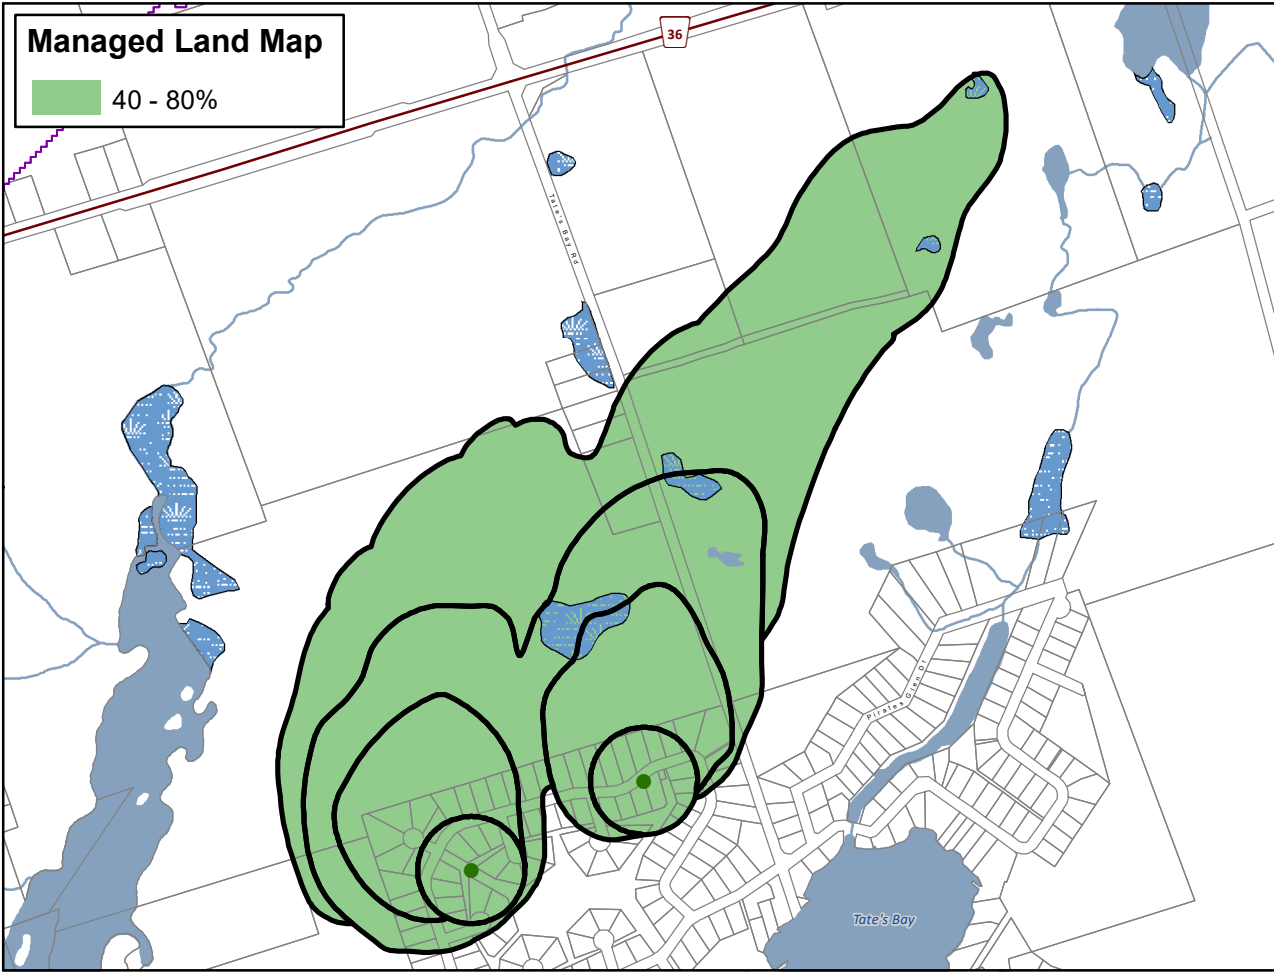 Managed Land Map
40 - 80%
36
Tate's Bay Rd
Pirates Glen Dr
Tate's Bay